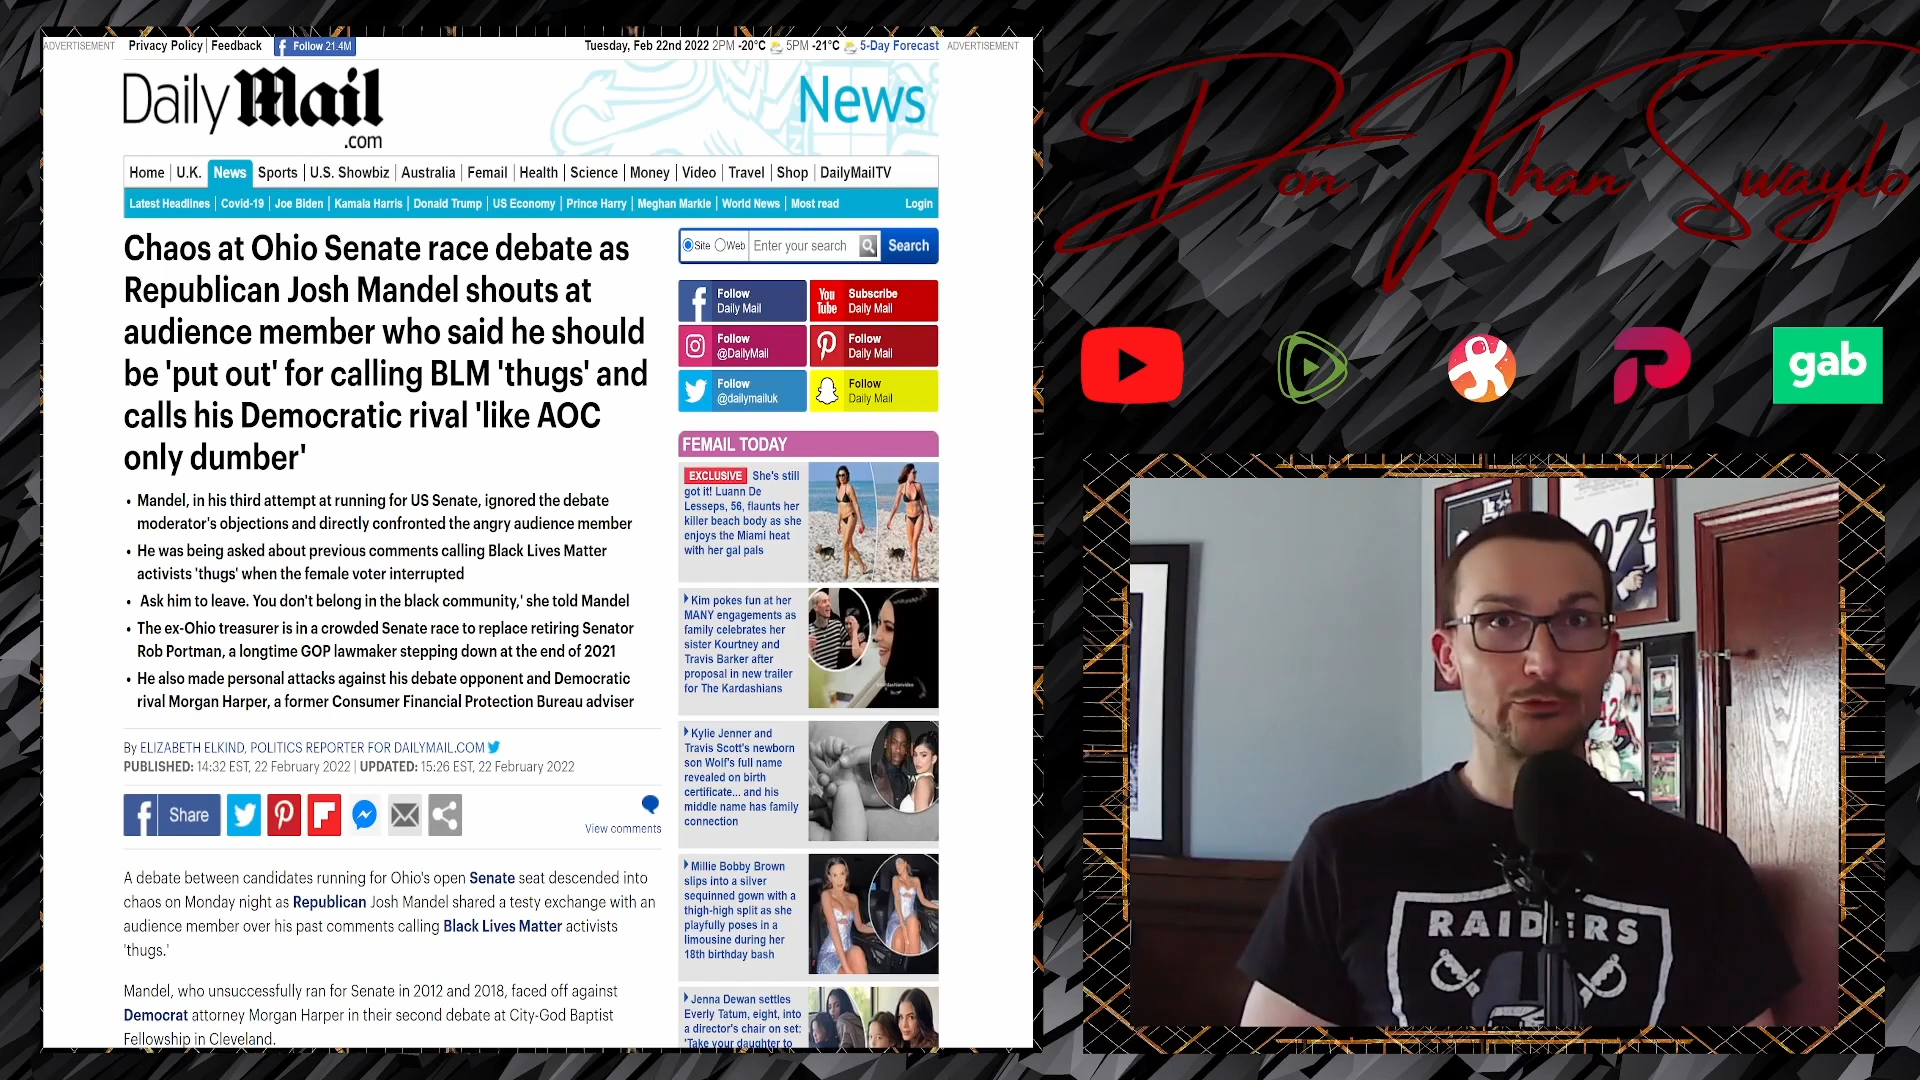 ADVERTISEMENT
Privacy Policy | Feedback
Follow 21.4M
Tuesday, Feb 22nd 2022 2PM -20°C 5PM -21°C 5-Day Forecast
ADVERTISEMENT
Daily Mail
.com
News
Home | U.K. News Sports | U.S. Showbiz | Australia | Femail | Health | Science | Money | Video | Travel | Shop | DailyMailTV
Latest Headlines | Covid-19 | Joe Biden | Kamala Harris | Donald Trump | US Economy | Prince Harry | Meghan Markle | World News | Most read
Login
Chaos at Ohio Senate race debate as
Republican Josh Mandel shouts at
audience member who said he should
be 'put out' for calling BLM 'thugs' and
calls his Democratic rival 'like AOC
only dumber'
• Mandel, in his third attempt at running for US Senate, ignored the debate
moderator's objections and directly confronted the angry audience member
• He was being asked about previous comments calling Black Lives Matter
activists 'thugs' when the female voter interrupted
• Ask him to leave. You don't belong in the black community,' she told Mandel
• The ex-Ohio treasurer is in a crowded Senate race to replace retiring Senator
Rob Portman, a longtime GOP lawmaker stepping down at the end of 2021
• He also made personal attacks against his debate opponent and Democratic
rival Morgan Harper, a former Consumer Financial Protection Bureau adviser
By ELIZABETH ELKIND, POLITICS REPORTER FOR DAILYMAIL.COM
PUBLISHED: 14:32 EST, 22 February 2022 | UPDATED: 15:26 EST, 22 February 2022
Share
View comments
A debate between candidates running for Ohio's open Senate seat descended into
chaos on Monday night as Republican Josh Mandel shared a testy exchange with an
audience member over his past comments calling Black Lives Matter activists
'thugs.'
Mandel, who unsuccessfully ran for Senate in 2012 and 2018, faced off against
Democrat attorney Morgan Harper in their second debate at City-God Baptist
Fellowship in Cleveland.
Site Web Enter your search Search
Follow
Daily Mail
You Tube
Subscribe
Daily Mail
Follow
@DailyMail
Follow
Daily Mail
Follow
@dailymailuk
Follow
Daily Mail
FEMAIL TODAY
EXCLUSIVE She's still
got it! Luann De
Lesseps, 56, flaunts her
killer beach body as she
enjoys the Miami heat
with her gal pals
Kim pokes fun at her
MANY engagements as
family celebrates her
sister Kourtney and
Travis Barker after
proposal in new trailer
for The Kardashians
Kylie Jenner and
Travis Scott's newborn
son Wolf's full name
revealed on birth
certificate... and his
middle name has family
connection
Millie Bobby Brown
slips into a silver
sequinned gown with a
thigh-high split as she
playfully poses in a
limousine during her
18th birthday bash
Jenna Dewan settles
Everly Tatum, eight, into
a director's chair on set:
'Take your daughter to
Don Khan Swaylo
gab
RAIDERS